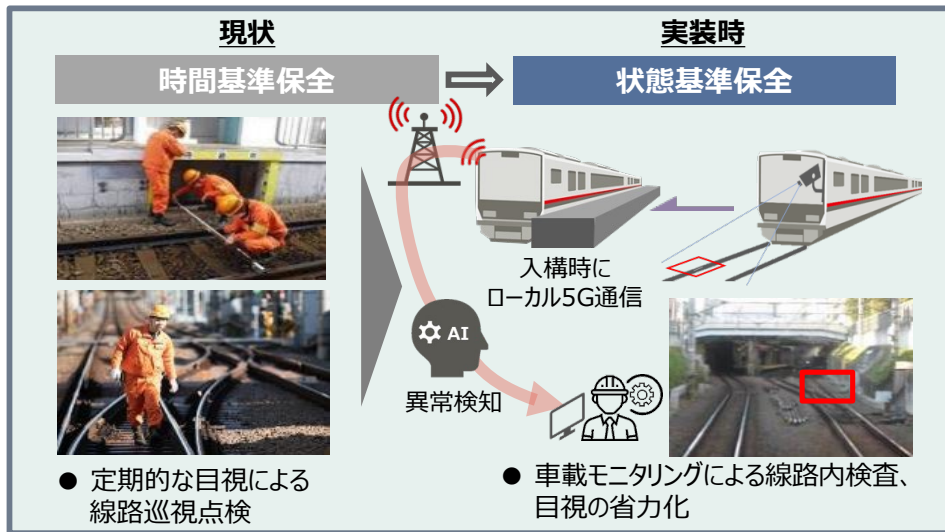 現状
実装時
時間基準保全
状態基準保全
入構時に
ローカル5G通信
AI
異常検知
● 定期的な目視による
線路巡視点検
● 車載モニタリングによる線路内検査、
目視の省力化